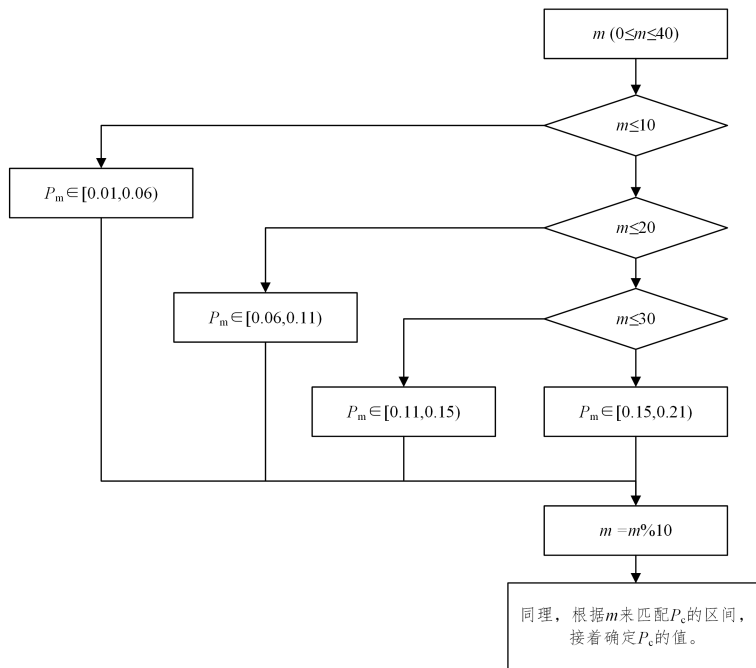 m (0≤m≤40)
m≤10
Pm∈[0.01,0.06)
m≤20
Pm∈[0.06,0.11)
m≤30
Pm∈[0.11,0.15)
Pm∈[0.15,0.21)
m =m%10
同理，根据m来匹配Pc的区间，
接着确定Pc的值。